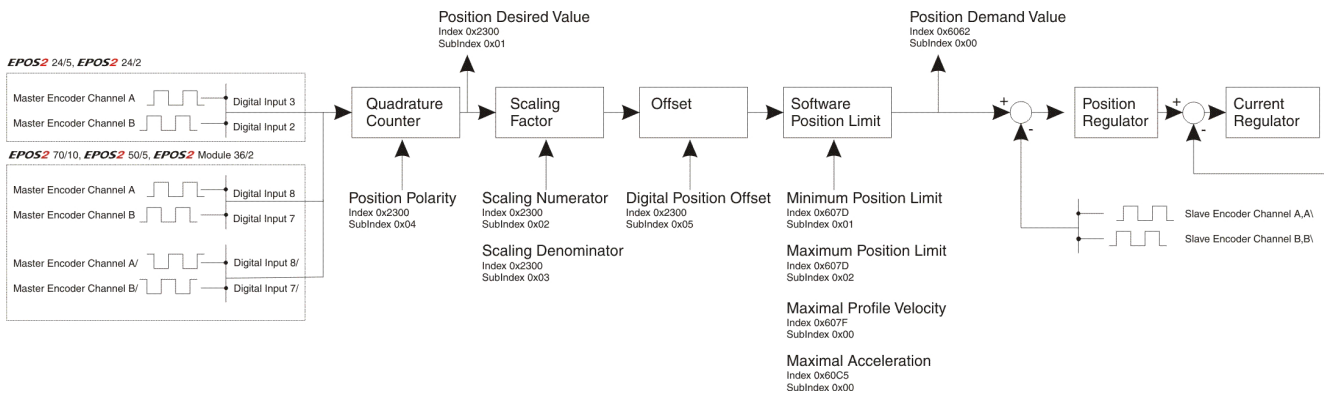 Position Desired Value
Index 0x2300
SubIndex 0x01
Position Demand Value
Index 0x6062
SubIndex 0x00
EPOS2 24/5, EPOS2 24/2
Master Encoder Channel A
Digital Input 3
Master Encoder Channel B
Digital Input 2
EPOS2 70/10, EPOS2 50/5, EPOS2 Module 36/2
Master Encoder Channel A
Digital Input 8
Master Encoder Channel B
Digital Input 7
Master Encoder Channel A/
Digital Input 8/
Master Encoder Channel B/
Digital Input 7/
Quadrature
Counter
Scaling
Factor
Offset
Software
Position Limit
+
-
Position
Regulator
+
-
Current
Regulator
Position Polarity
Index 0x2300
SubIndex 0x04
Scaling Numerator
Index 0x2300
SubIndex 0x02
Scaling Denominator
Index 0x2300
SubIndex 0x03
Digital Position Offset
Index 0x2300
SubIndex 0x05
Minimum Position Limit
Index 0x607D
SubIndex 0x01
Maximum Position Limit
Index 0x607D
SubIndex 0x02
Maximal Profile Velocity
Index 0x607F
SubIndex 0x00
Maximal Acceleration
Index 0x60C5
SubIndex 0x00
Slave Encoder Channel A,A\
Slave Encoder Channel B,B\